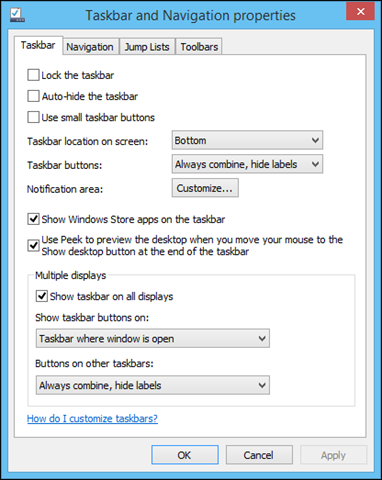 Taskbar and Navigation properties
Taskbar Navigation Jump Lists Toolbars
Lock the taskbar
Auto-hide the taskbar
Use small taskbar buttons
Taskbar location on screen: Bottom
Taskbar buttons: Always combine, hide labels
Notification area: Customize...
Show Windows Store apps on the taskbar
Use Peek to preview the desktop when you move your mouse to the
Show desktop button at the end of the taskbar
Multiple displays
Show taskbar on all displays
Show taskbar buttons on:
Taskbar where window is open
Buttons on other taskbars:
Always combine, hide labels
How do I customize taskbars?
OK Cancel Apply